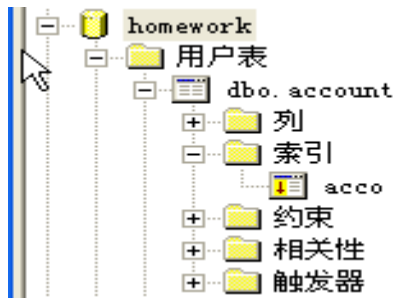 homework
用户表
dbo.account
列
索引
acco
约束
相关性
触发器